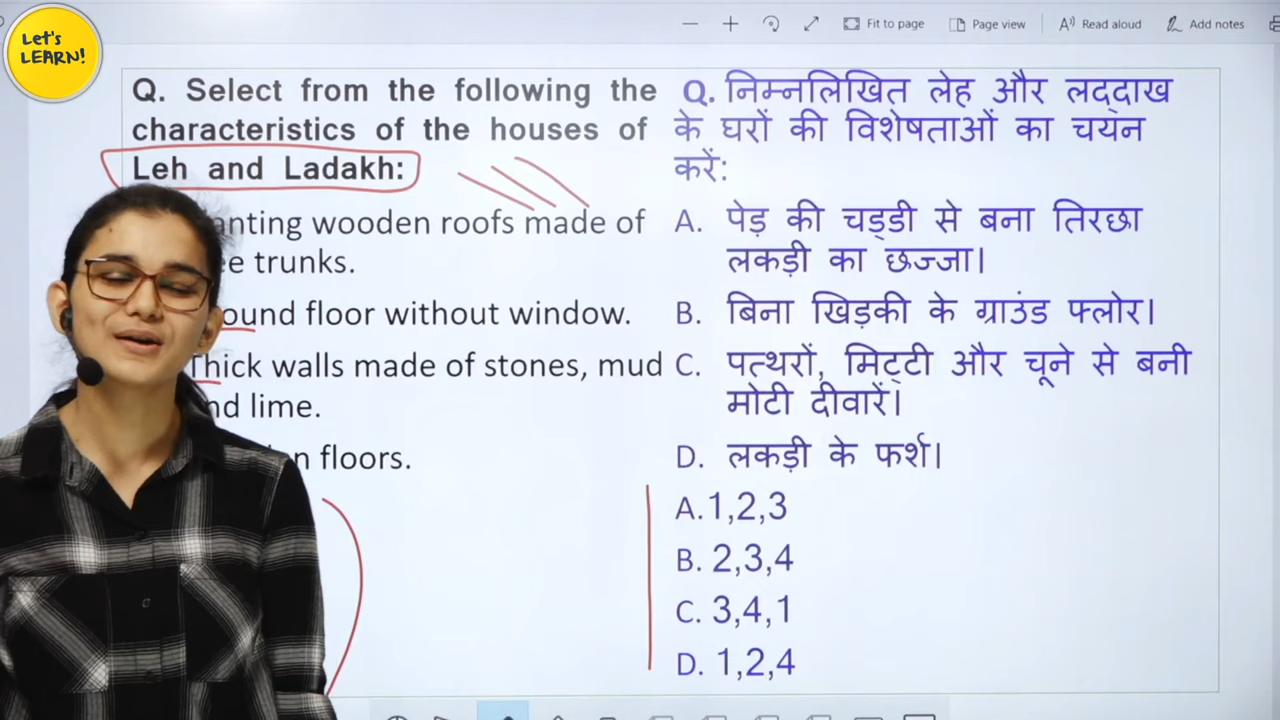 Let's
LEARN!
Fit to page
Page view
Read aloud
Add notes
Q. Select from the following the
characteristics of the houses of
Leh and Ladakh:
wooden roofs made of
trunks.
floor without window.
Thick walls made of stones, mud
lime.
floors.
Q. निम्नलिखित लेह और लद्दाख
के घरों की विशेषताओं का चयन
करें:
A. पेड़ की चड्डी से बना तिरछा
लकड़ी का छज्जा।
B. बिना खिड़की के ग्राउंड फ्लोर।
C. पत्थरों, मिट्टी और चूने से बनी
मोटी दीवारें।
D. लकड़ी के फर्श।
A.1,2,3
B. 2,3,4
C. 3,4,1
D. 1,2,4